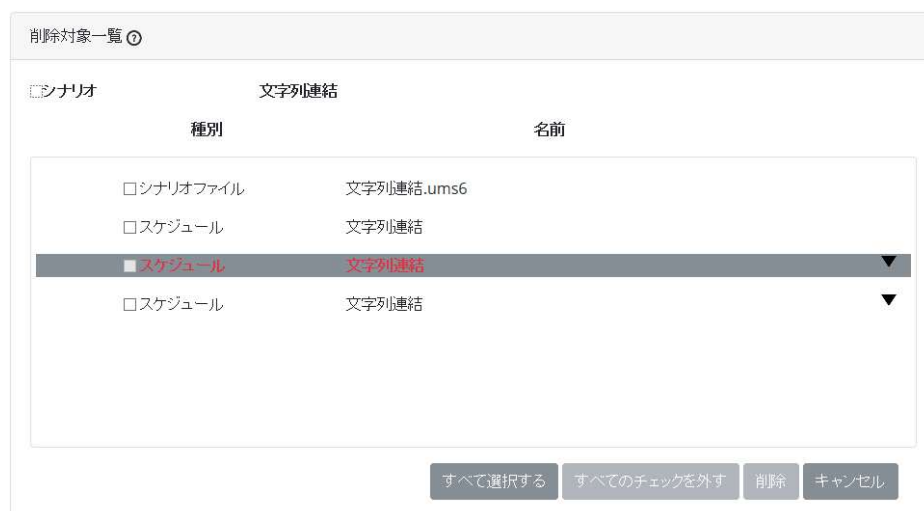 削除対象一覧
シナリオ 文字列連結
種別 名前
シナリオファイル 文字列連結.ums6
スケジュール 文字列連結
スケジュール 文字列連結
スケジュール 文字列連結
すべて選択する すべてのチェックを外す 削除 キャンセル